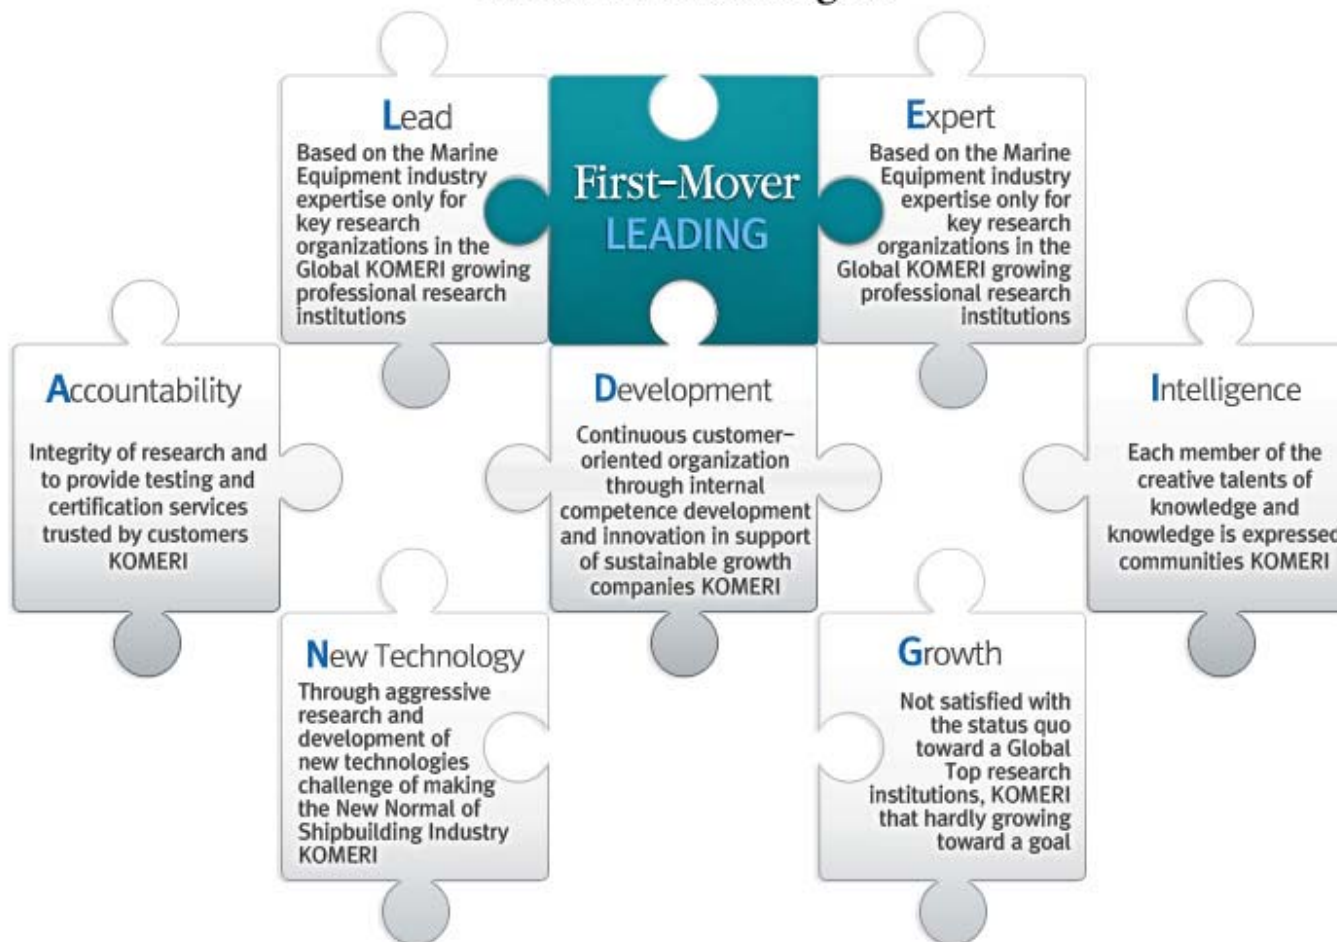 Lead
Based on the Marine
Equipment industry
expertise only for
key research
organizations in the
Global KOMERI growing
professional research
institutions
First-Mover
LEADING
Expert
Based on the Marine
Equipment industry
expertise only for
key research
organizations in the
Global KOMERI growing
professional research
institutions
Accountability
Integrity of research and
to provide testing and
certification services
trusted by customers
KOMERI
Development
Continuous customer-
oriented organization
through internal
competence development
and innovation in support
of sustainable growth
companies KOMERI
Intelligence
Each member of the
creative talents of
knowledge and
knowledge is expressed
communities KOMERI
New Technology
Through aggressive
research and
development of
new technologies
challenge of making
the New Normal of
Shipbuilding Industry
KOMERI
Growth
Not satisfied with
the status quo
toward a Global
Top research
institutions, KOMERI
that hardly growing
toward a goal